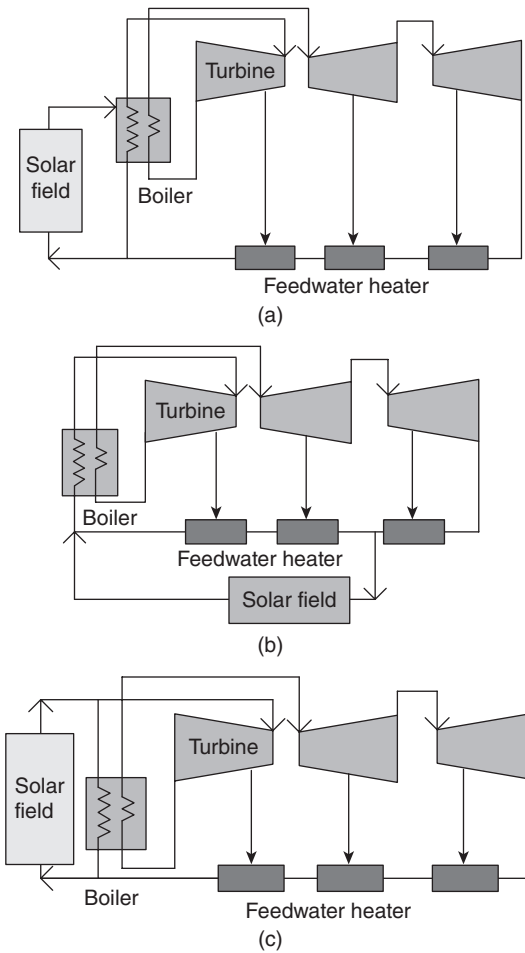 Turbine
Solar
field
Boiler
Feedwater heater
(a)
Turbine
Boiler
Feedwater heater
Solar field
(b)
Turbine
Solar
field
Boiler
Feedwater heater
(c)